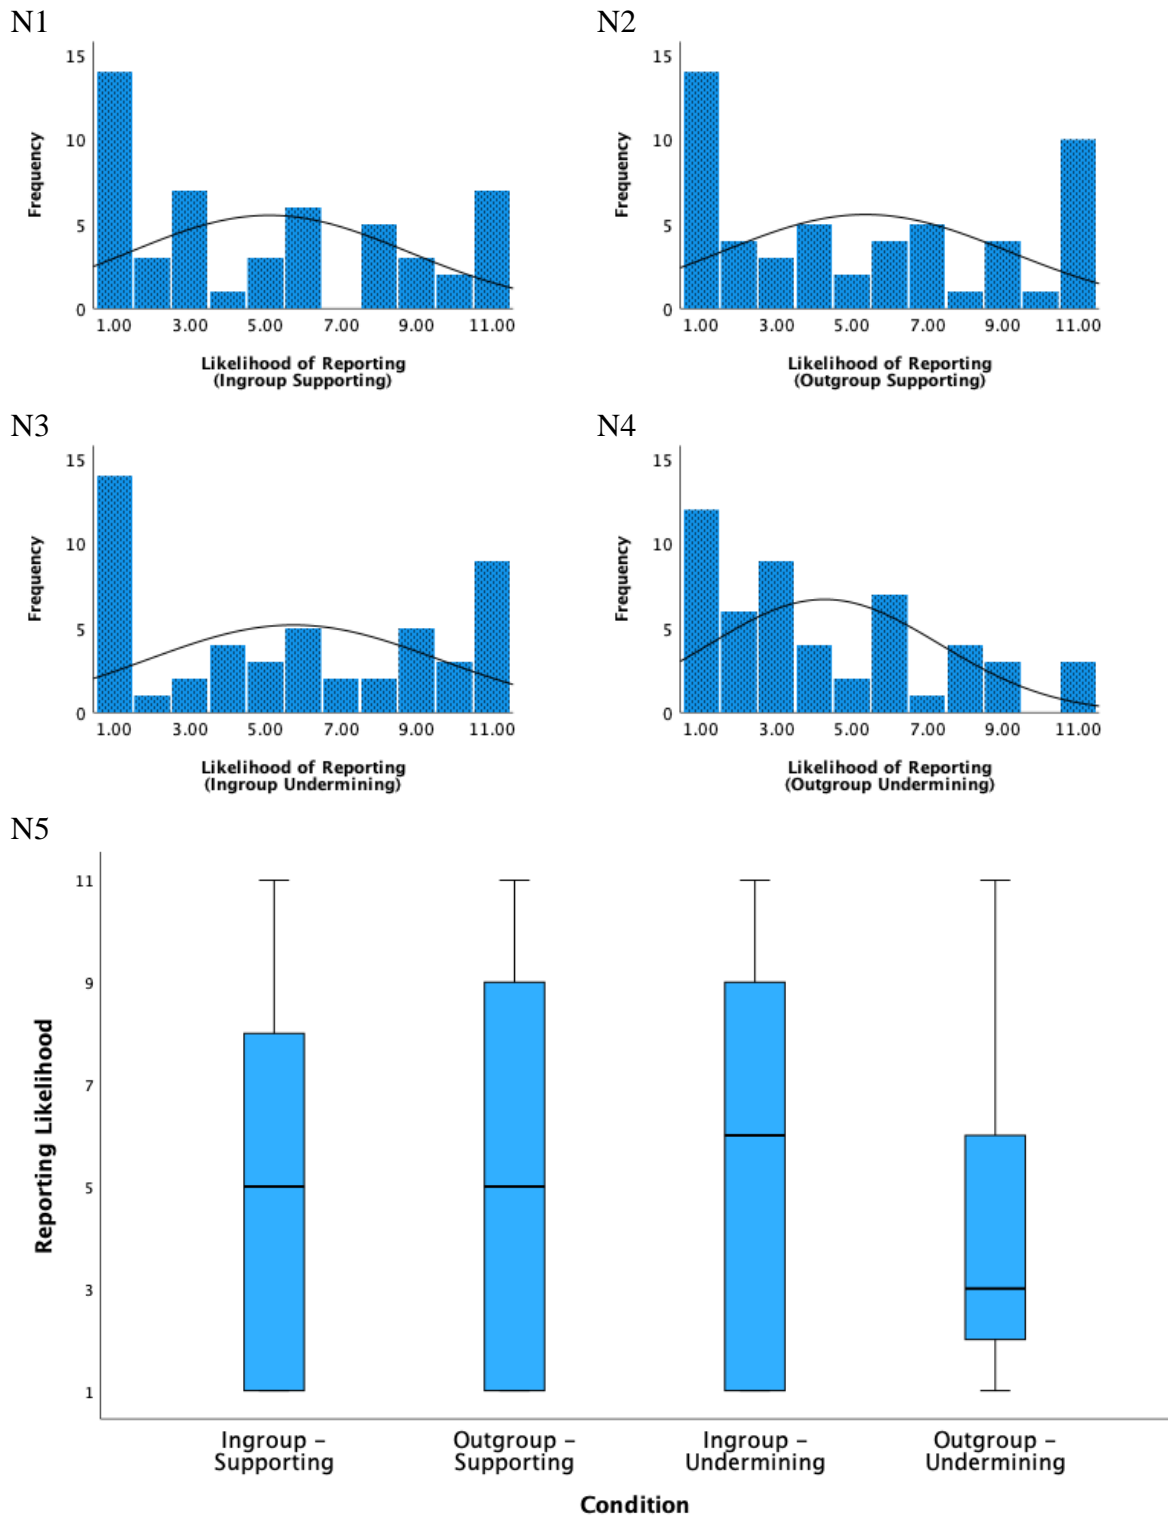 N1
15
10
5
0
Frequency
1.00 3.00 5.00 7.00 9.00 11.00
Likelihood of Reporting
(Ingroup Supporting)
N2
15
10
5
0
Frequency
1.00 3.00 5.00 7.00 9.00 11.00
Likelihood of Reporting
(Outgroup Supporting)
N3
15
10
5
0
Frequency
1.00 3.00 5.00 7.00 9.00 11.00
Likelihood of Reporting
(Ingroup Undermining)
N4
15
10
5
0
Frequency
1.00 3.00 5.00 7.00 9.00 11.00
Likelihood of Reporting
(Outgroup Undermining)
N5
11
9
7
5
3
1
Reporting Likelihood
Ingroup –
Supporting
Outgroup –
Supporting
Ingroup –
Undermining
Outgroup –
Undermining
Condition